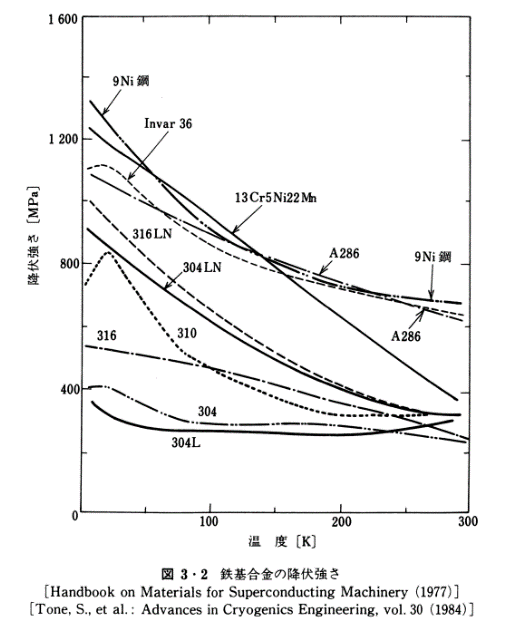 1 600
1 200
800
400
0
降伏強さ [MPa]
9Ni 鋼
Invar 36
13Cr5Ni22Mn
316LN
A286
9Ni 鋼
304LN
316
310
A286
304
304L
100
200
300
温　度 [K]
図 3・2　鉄基合金の降伏強さ
[Handbook on Materials for Superconducting Machinery (1977)]
[Tone, S., et al.: Advances in Cryogenics Engineering, vol. 30 (1984)]